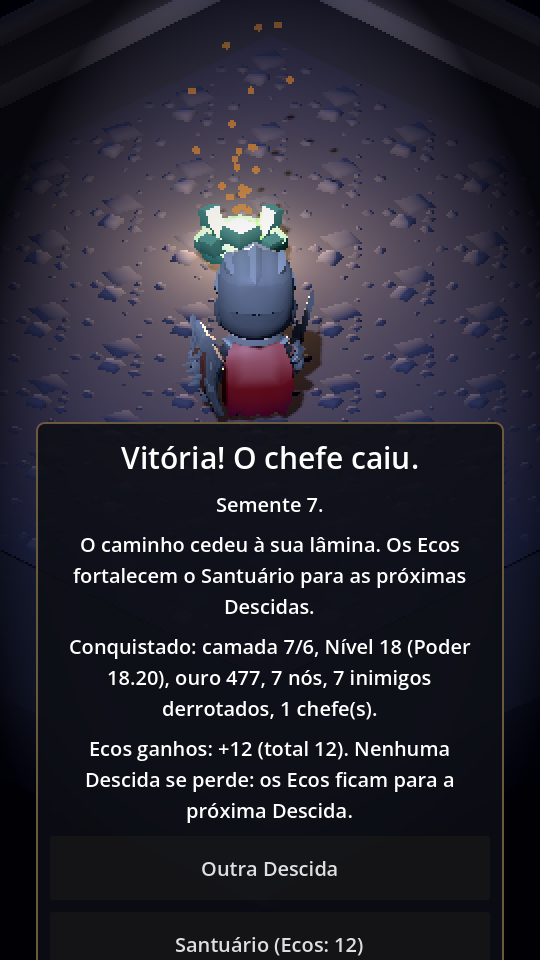 Vitória! O chefe caiu.
Semente 7.
O caminho cedeu à sua lâmina. Os Ecos
fortalecem o Santuário para as próximas
Descidas.
Conquistado: camada 7/6, Nível 18 (Poder
18.20), ouro 477, 7 nós, 7 inimigos
derrotados, 1 chefe(s).
Ecos ganhos: +12 (total 12). Nenhuma
Descida se perde: os Ecos ficam para a
próxima Descida.
Outra Descida
Santuário (Ecos: 12)